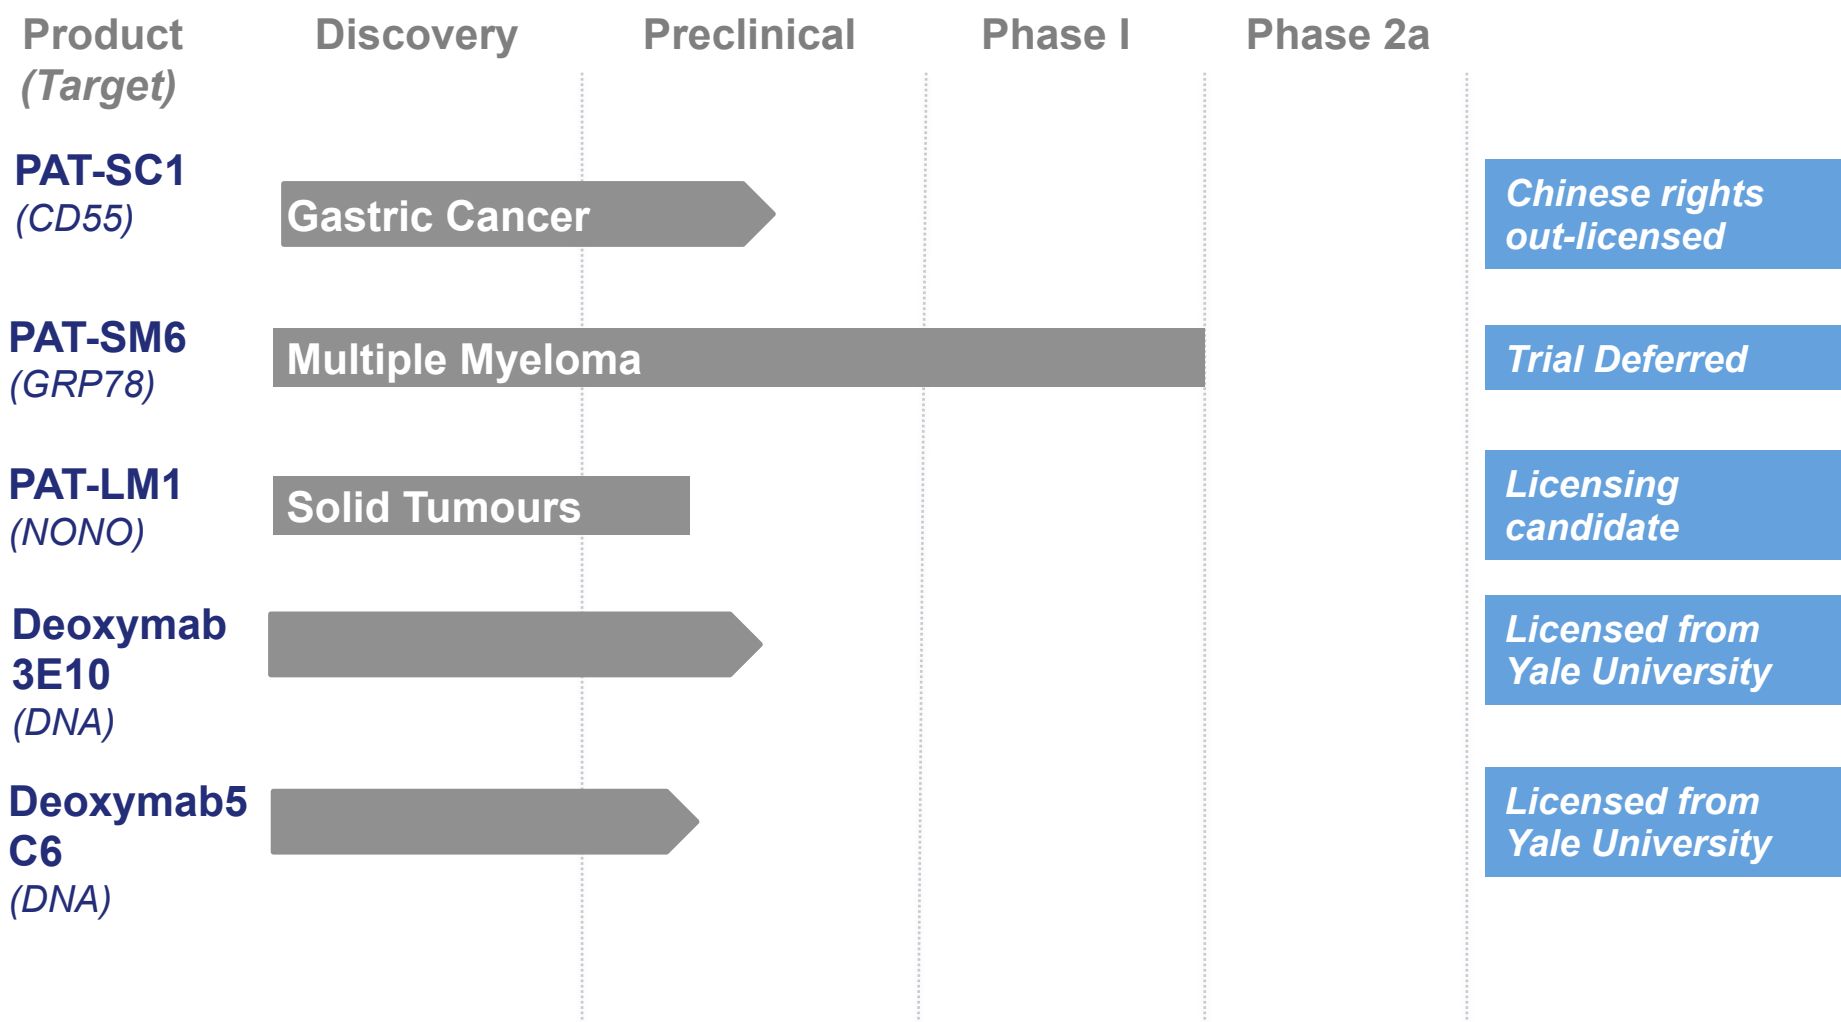 Product Discovery Preclinical Phase I Phase 2a
(Target)
PAT-SC1
(CD55)
Gastric Cancer
Chinese rights
out-licensed
PAT-SM6
(GRP78)
Multiple Myeloma
Trial Deferred
PAT-LM1
(NONO)
Solid Tumours
Licensing
candidate
Deoxymab
3E10
(DNA)
Licensed from
Yale University
Deoxymab5
C6
(DNA)
Licensed from
Yale University